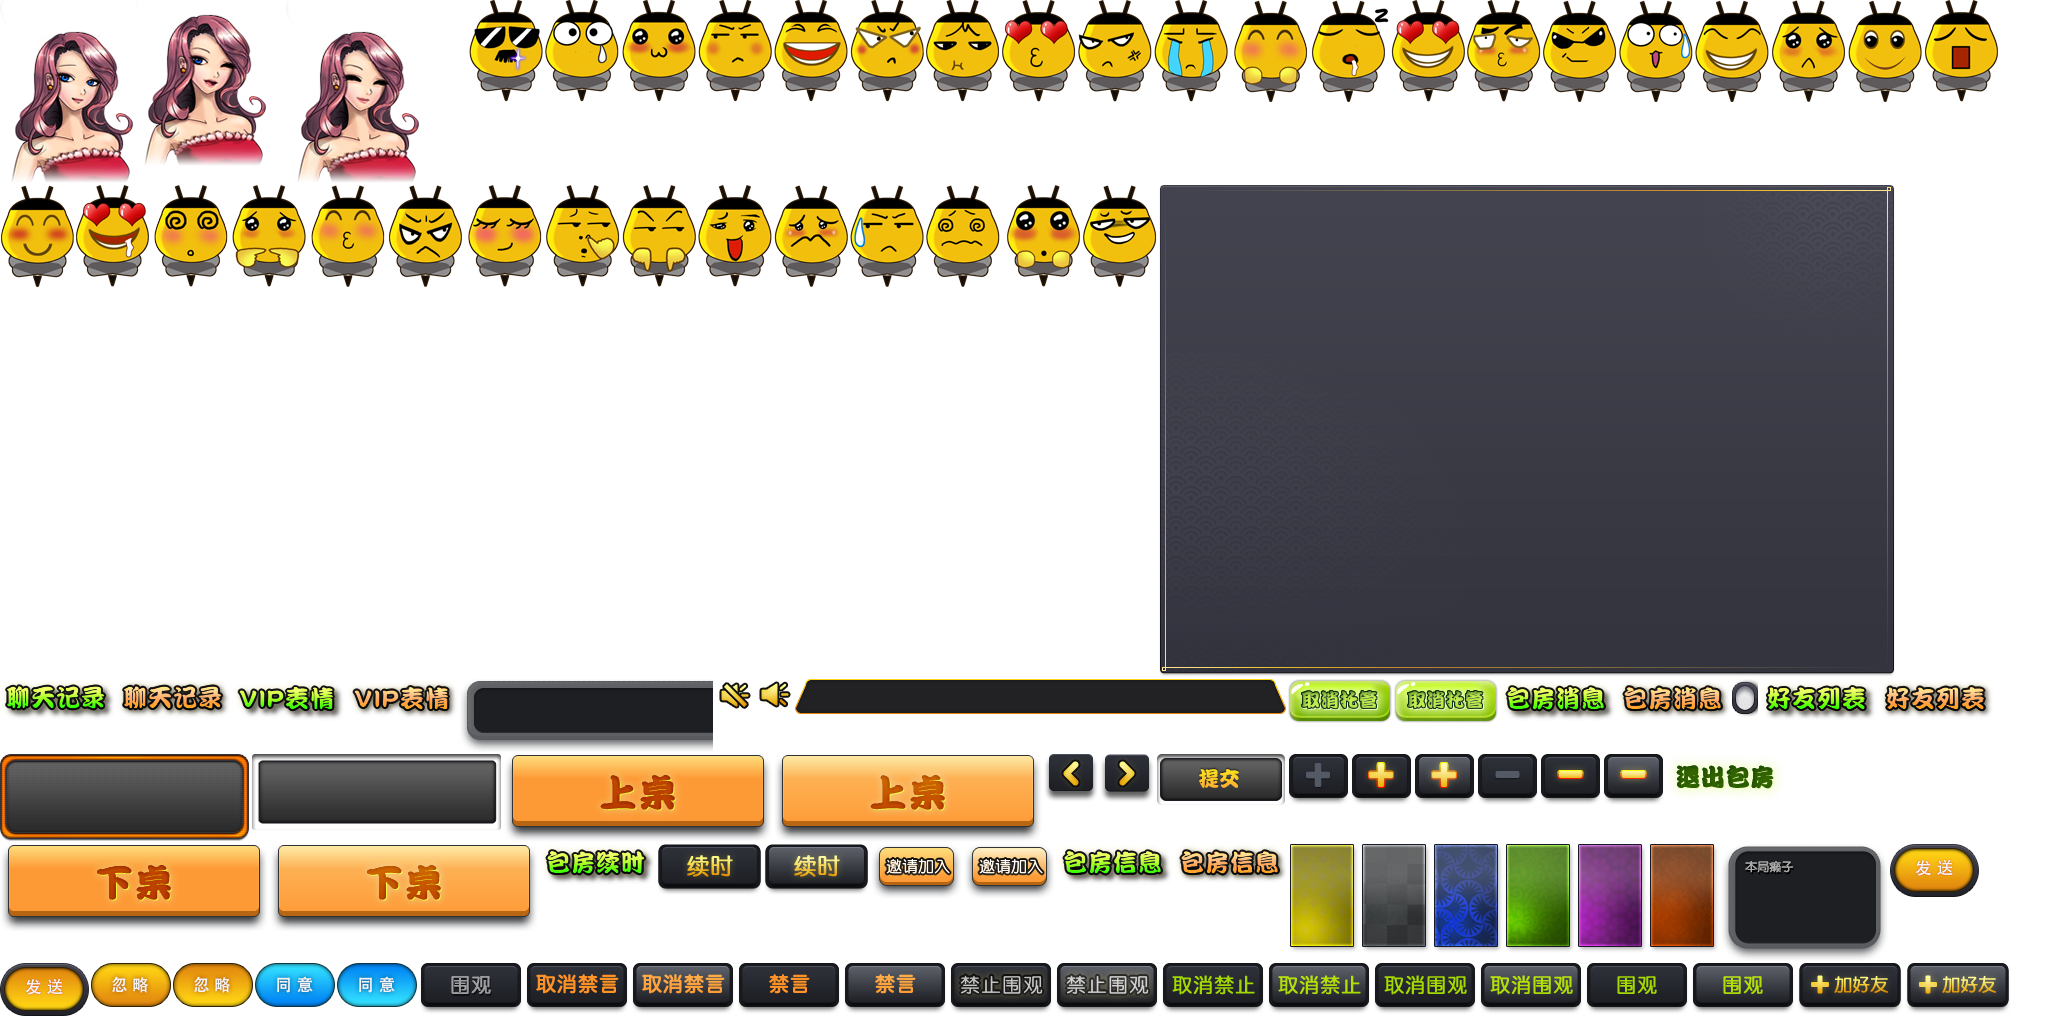 z
聊天记录 聊天记录 VIP表情 VIP表情 取消托管 取消托管 包房消息 包房消息 好友列表 好友列表
上桌 上桌 提交 退出包房
下桌 下桌 包房续时 续时 续时 邀请加入 邀请加入 包房信息 包房信息 本局癞子 发送
发送 忽略 忽略 同意 同意 围观 取消禁言 取消禁言 禁言 禁言 禁止围观 禁止围观 取消禁止 取消禁止 取消围观 取消围观 围观 围观 加好友 加好友